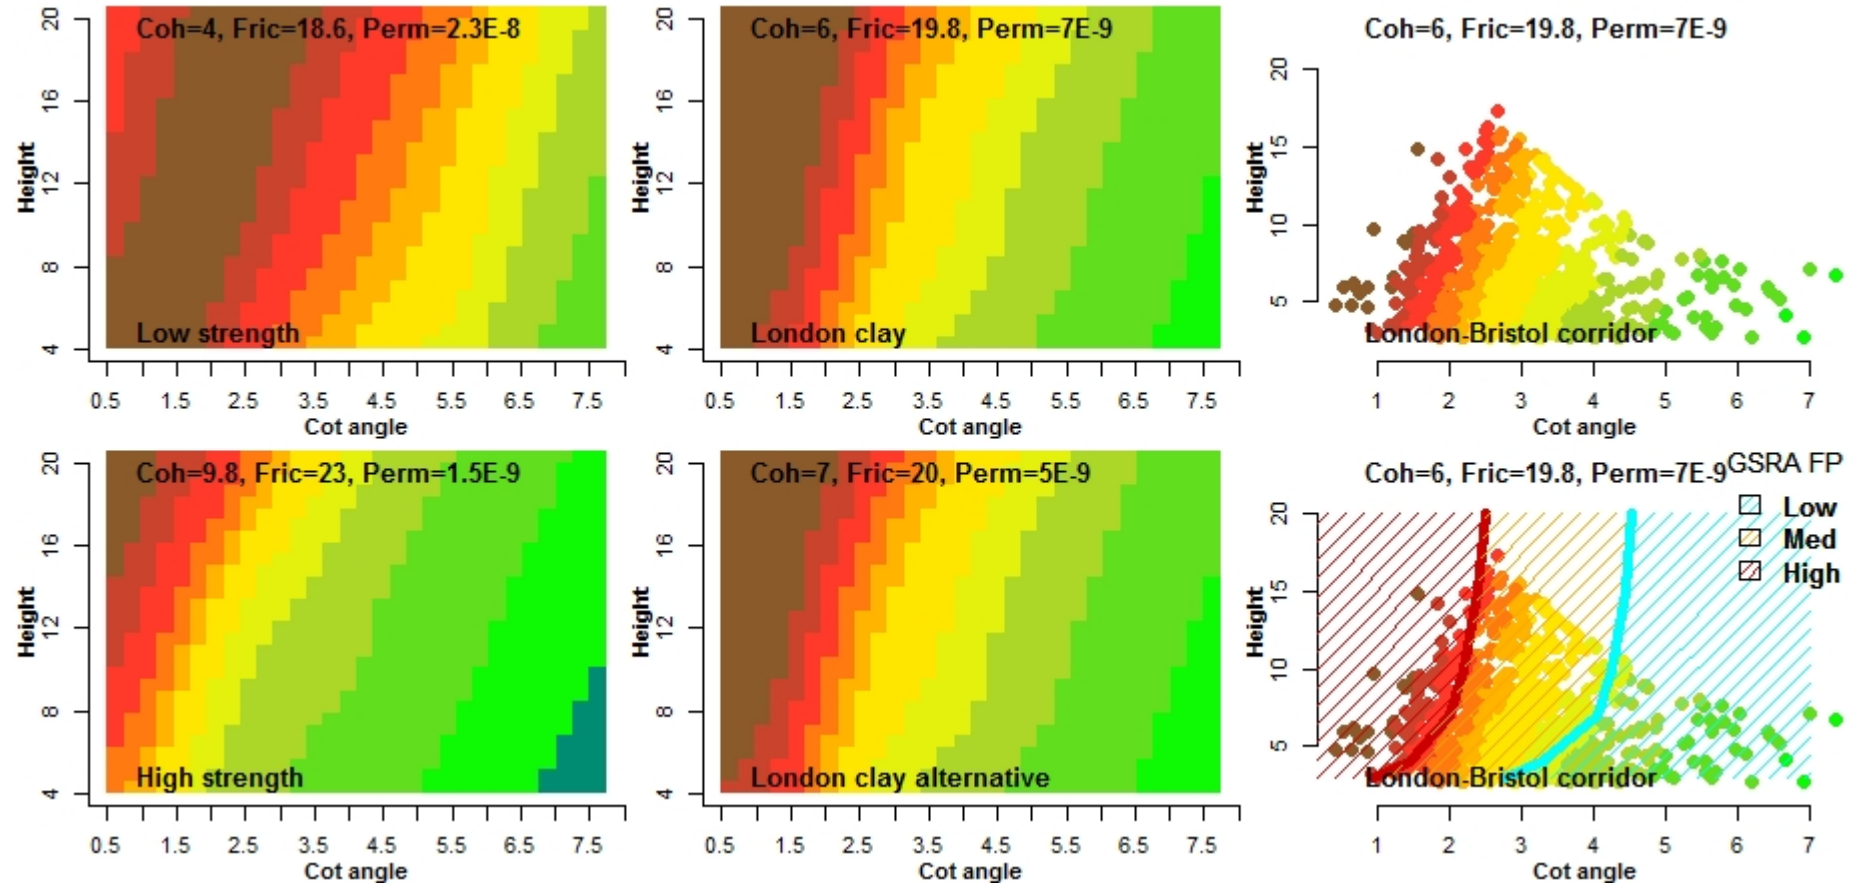 Coh=4, Fric=18.6, Perm=2.3E-8
Height
20
16
12
8
4
Low strength
0.5 1.5 2.5 3.5 4.5 5.5 6.5 7.5
Cot angle
Coh=6, Fric=19.8, Perm=7E-9
Height
20
16
12
8
4
London clay
0.5 1.5 2.5 3.5 4.5 5.5 6.5 7.5
Cot angle
Coh=6, Fric=19.8, Perm=7E-9
Height
20
15
10
5
London-Bristol corridor
1 2 3 4 5 6 7
Cot angle
Coh=9.8, Fric=23, Perm=1.5E-9
Height
20
16
12
8
4
High strength
0.5 1.5 2.5 3.5 4.5 5.5 6.5 7.5
Cot angle
Coh=7, Fric=20, Perm=5E-9
Height
20
16
12
8
4
London clay alternative
0.5 1.5 2.5 3.5 4.5 5.5 6.5 7.5
Cot angle
Coh=6, Fric=19.8, Perm=7E-9
GSRA FP
Low
Med
High
Height
20
15
10
5
London-Bristol corridor
1 2 3 4 5 6 7
Cot angle